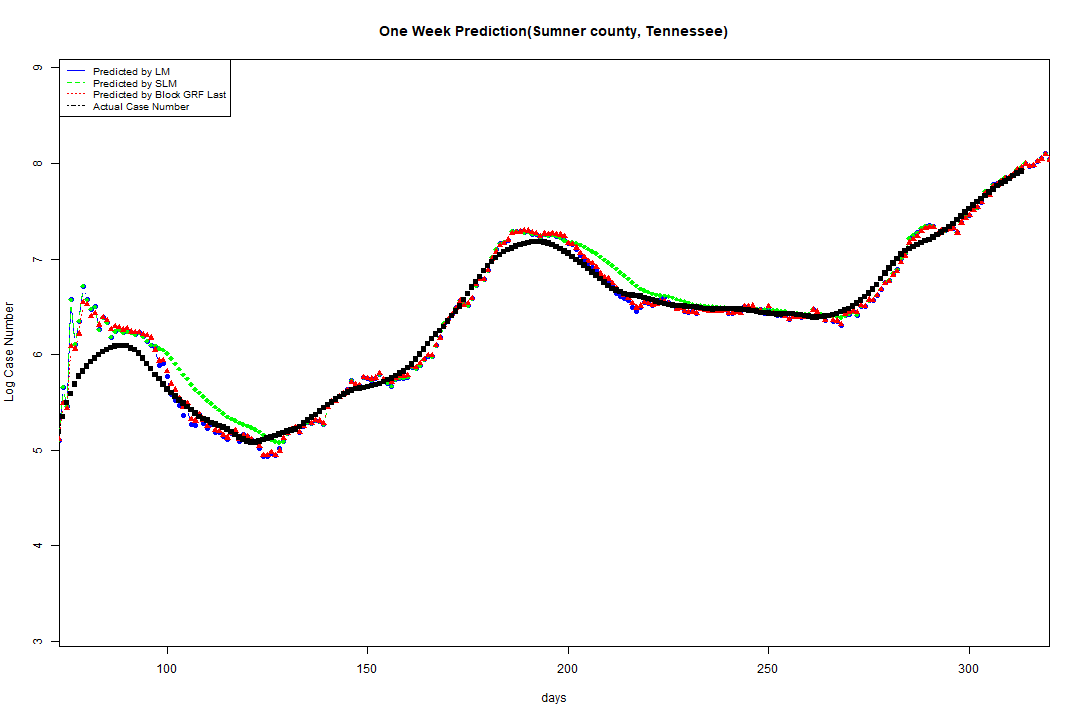 One Week Prediction(Sumner county, Tennessee)
Predicted by LM
Predicted by SLM
Predicted by Block GRF Last
Actual Case Number
9
8
7
6
5
4
3
Log Case Number
100 150 200 250 300
days